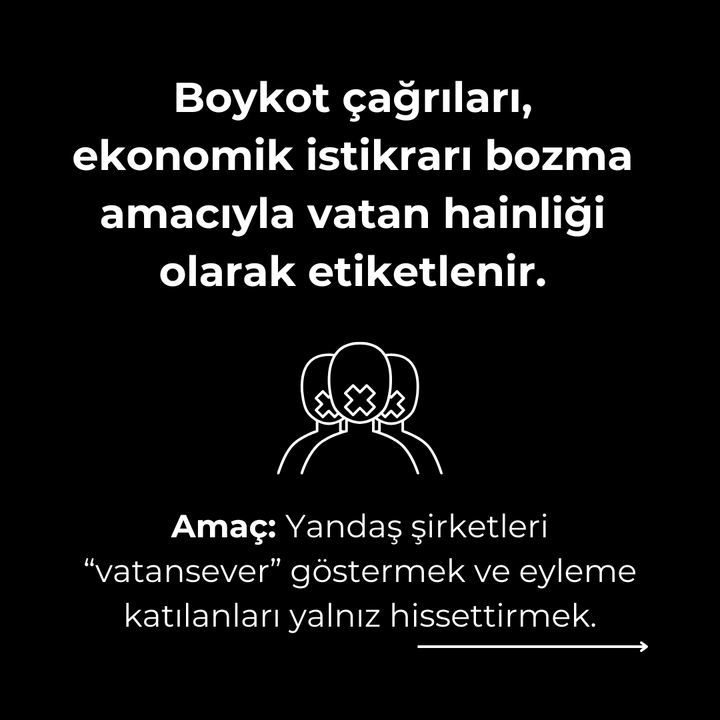 Boykot çağrıları,
ekonomik istikrarı bozma
amacıyla vatan hainliği
olarak etiketlenir.
Amaç: Yandaş şirketleri
“vatansever” göstermek ve eyleme
katılanları yalnız hissettirmek.